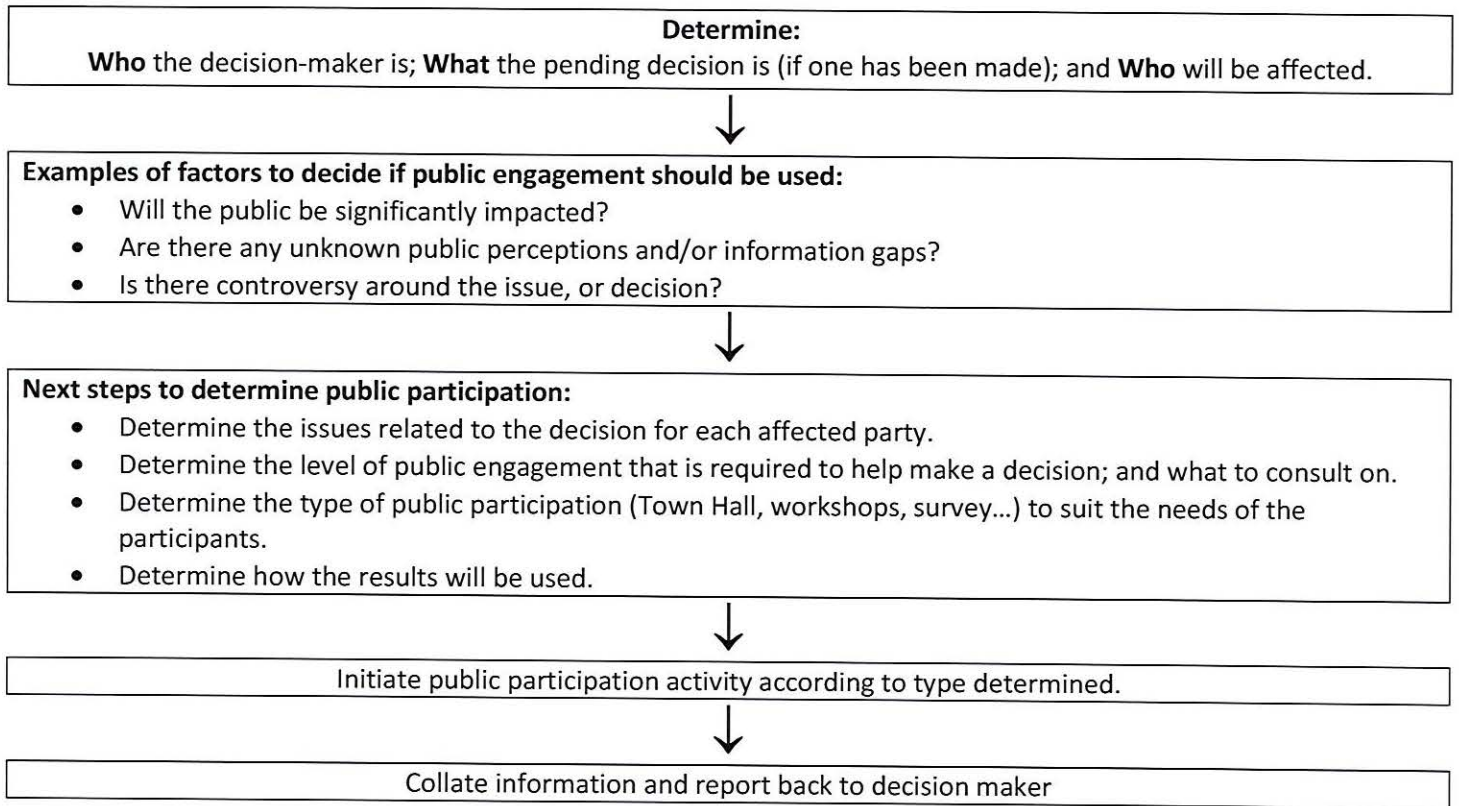 Determine:
Who the decision-maker is; What the pending decision is (if one has been made); and Who will be affected.
Examples of factors to decide if public engagement should be used:
• Will the public be significantly impacted?
• Are there any unknown public perceptions and/or information gaps?
• Is there controversy around the issue, or decision?
Next steps to determine public participation:
• Determine the issues related to the decision for each affected party.
• Determine the level of public engagement that is required to help make a decision; and what to consult on.
• Determine the type of public participation (Town Hall, workshops, survey...) to suit the needs of the
participants.
• Determine how the results will be used.
Initiate public participation activity according to type determined.
Collate information and report back to decision maker